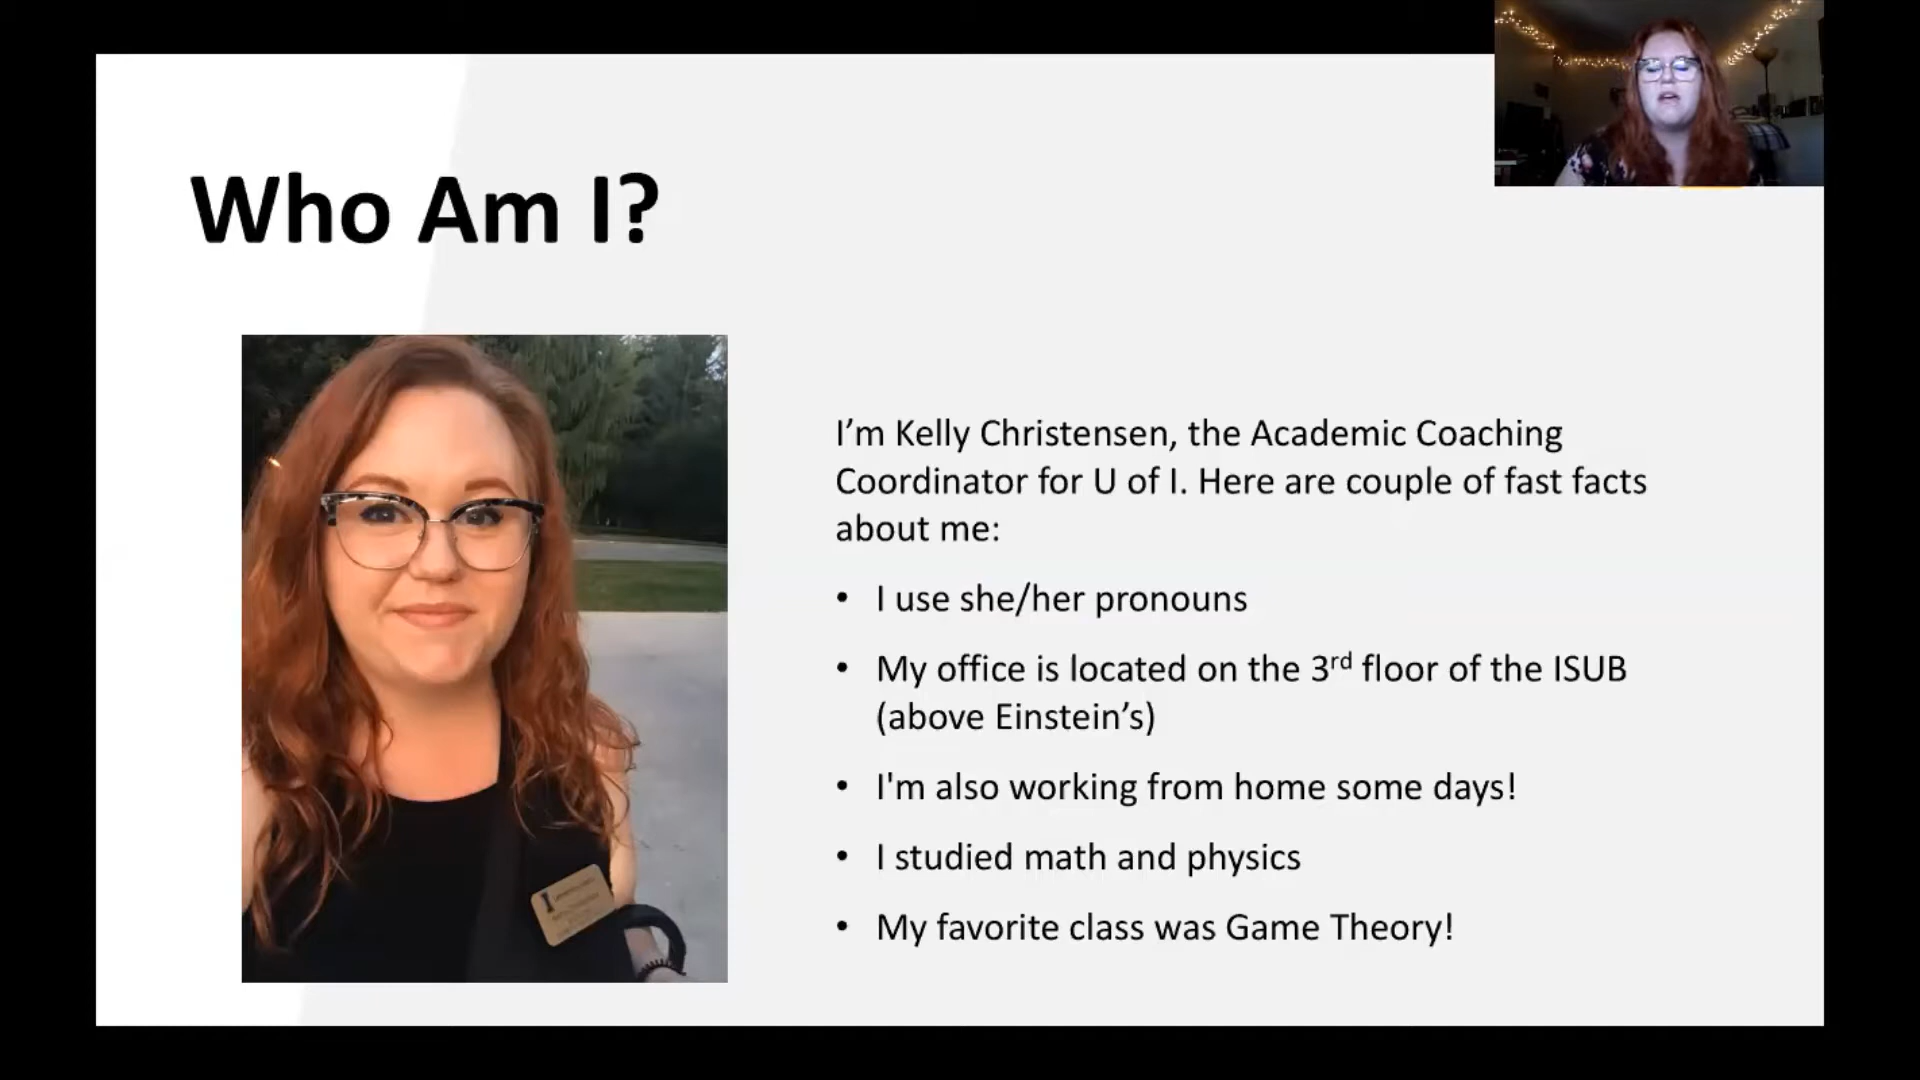 Who Am I?
I’m Kelly Christensen, the Academic Coaching
Coordinator for U of I. Here are couple of fast facts
about me:
• I use she/her pronouns
• My office is located on the 3rd floor of the ISUB
(above Einstein’s)
• I'm also working from home some days!
• I studied math and physics
• My favorite class was Game Theory!